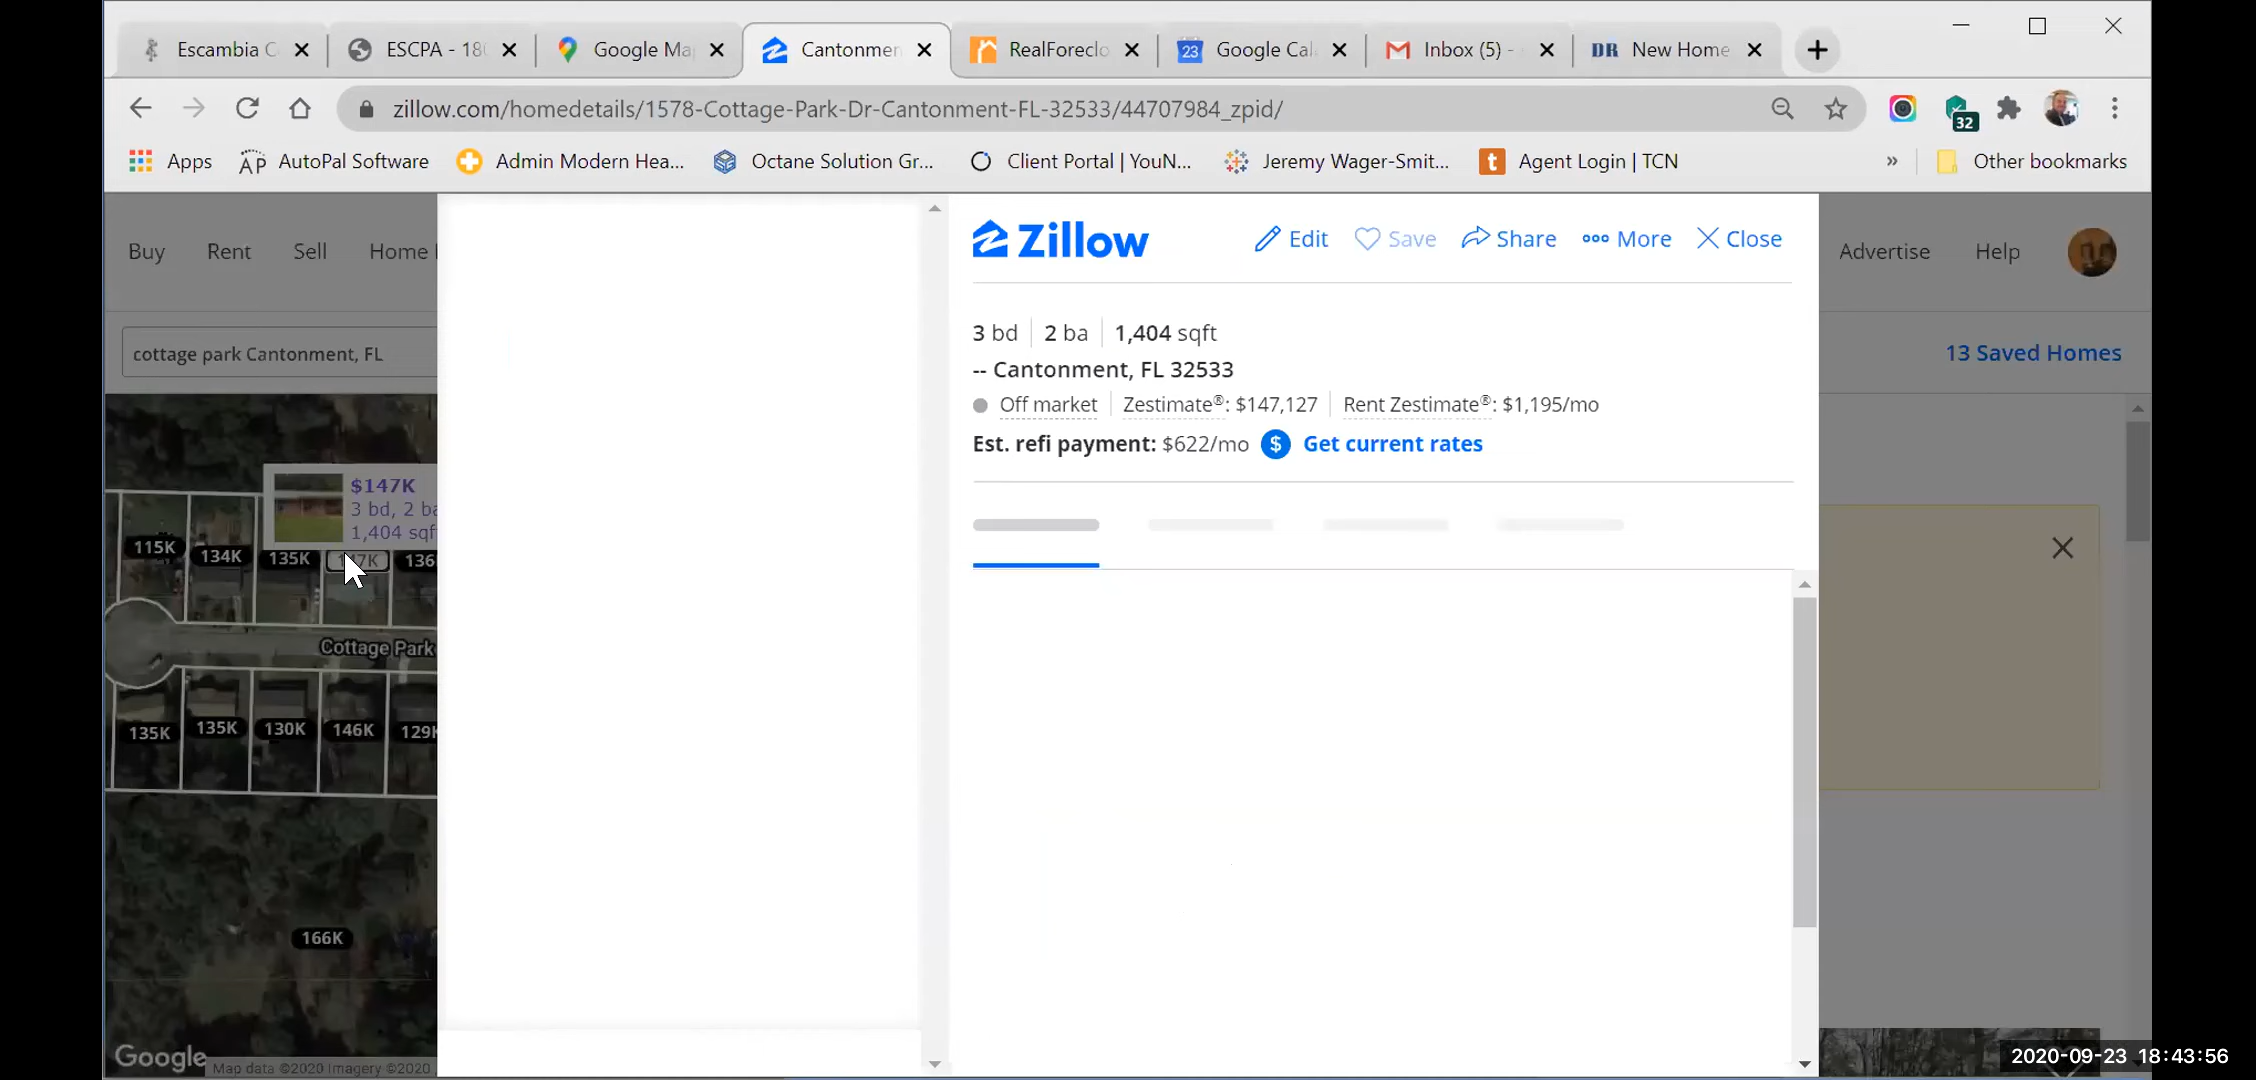 Escambia C
ESCPA - 18
Google Ma
Cantonmen
RealForeclo
23
Google Cal
Inbox (5) -
DR New Home
zillow.com/homedetails/1578-Cottage-Park-Dr-Cantonment-FL-32533/44707984_zpid/
32
Apps
AP AutoPal Software
Admin Modern Hea...
Octane Solution Gr...
Client Portal | YouN...
Jeremy Wager-Smit...
t Agent Login | TCN
»
Other bookmarks
Buy
Rent
Sell
Home
Zillow
Edit
Save
Share
More
Close
Advertise
Help
cottage park Cantonment, FL
13 Saved Homes
3 bd
2 ba
1,404 sqft
-- Cantonment, FL 32533
Off market
Zestimate®: $147,127
Rent Zestimate®: $1,195/mo
Est. refi payment: $622/mo
$ Get current rates
$147K
3 bd, 2 ba
1,404 sqf
115K
134K
135K
136
Cottage Park
135K
135K
130K
146K
129K
166K
Google
Map data ©2020 Imagery ©2020
2020-09-23 18:43:56